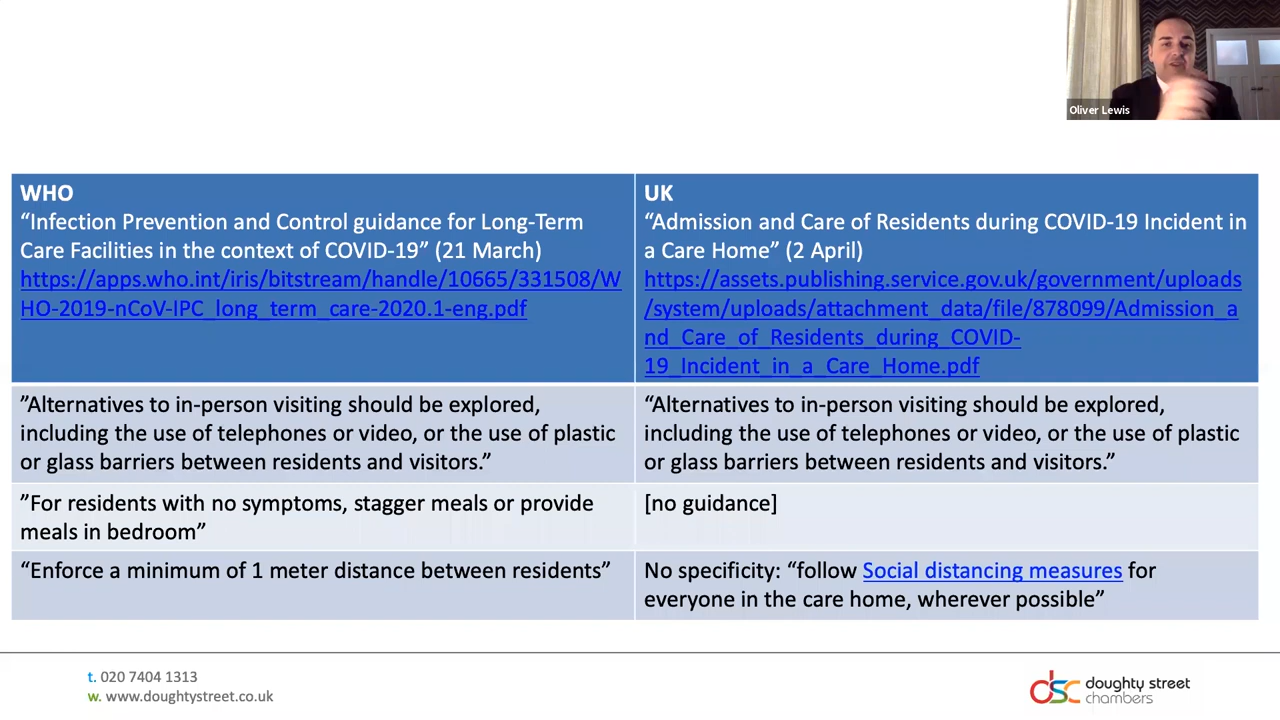 Oliver Lewis
WHO
“Infection Prevention and Control guidance for Long-Term
Care Facilities in the context of COVID-19” (21 March)
https://apps.who.int/iris/bitstream/handle/10665/331508/W
HO-2019-nCoV-IPC_long_term_care-2020.1-eng.pdf
UK
“Admission and Care of Residents during COVID-19 Incident in
a Care Home” (2 April)
https://assets.publishing.service.gov.uk/government/uploads
/system/uploads/attachment_data/file/878099/Admission_a
nd_Care_of_Residents_during_COVID-
19_Incident_in_a_Care_Home.pdf
”Alternatives to in-person visiting should be explored,
including the use of telephones or video, or the use of plastic
or glass barriers between residents and visitors.”
“Alternatives to in-person visiting should be explored,
including the use of telephones or video, or the use of plastic
or glass barriers between residents and visitors.”
”For residents with no symptoms, stagger meals or provide
meals in bedroom”
[no guidance]
“Enforce a minimum of 1 meter distance between residents”
No specificity: “follow Social distancing measures for
everyone in the care home, wherever possible”
t. 020 7404 1313
w. www.doughtystreet.co.uk
dsc doughty street
chambers